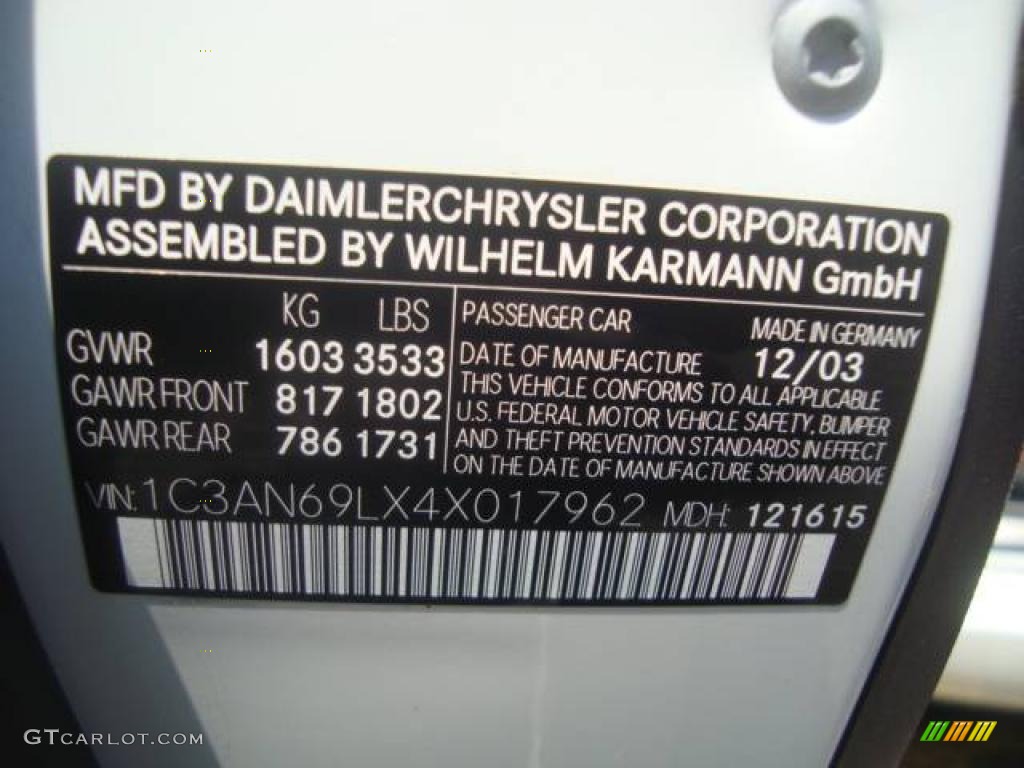 MFD BY DAIMLERCHRYSLER CORPORATION
ASSEMBLED BY WILHELM KARMANN GmbH
KG LBS
GVWR 1603 3533
GAWR FRONT 817 1802
GAWR REAR 786 1731
PASSENGER CAR MADE IN GERMANY
DATE OF MANUFACTURE 12/03
THIS VEHICLE CONFORMS TO ALL APPLICABLE
U.S. FEDERAL MOTOR VEHICLE SAFETY, BUMPER
AND THEFT PREVENTION STANDARDS IN EFFECT
ON THE DATE OF MANUFACTURE SHOWN ABOVE
VIN: 1C3AN69LX4X017962 MDH: 121615
GTCARLOT.COM